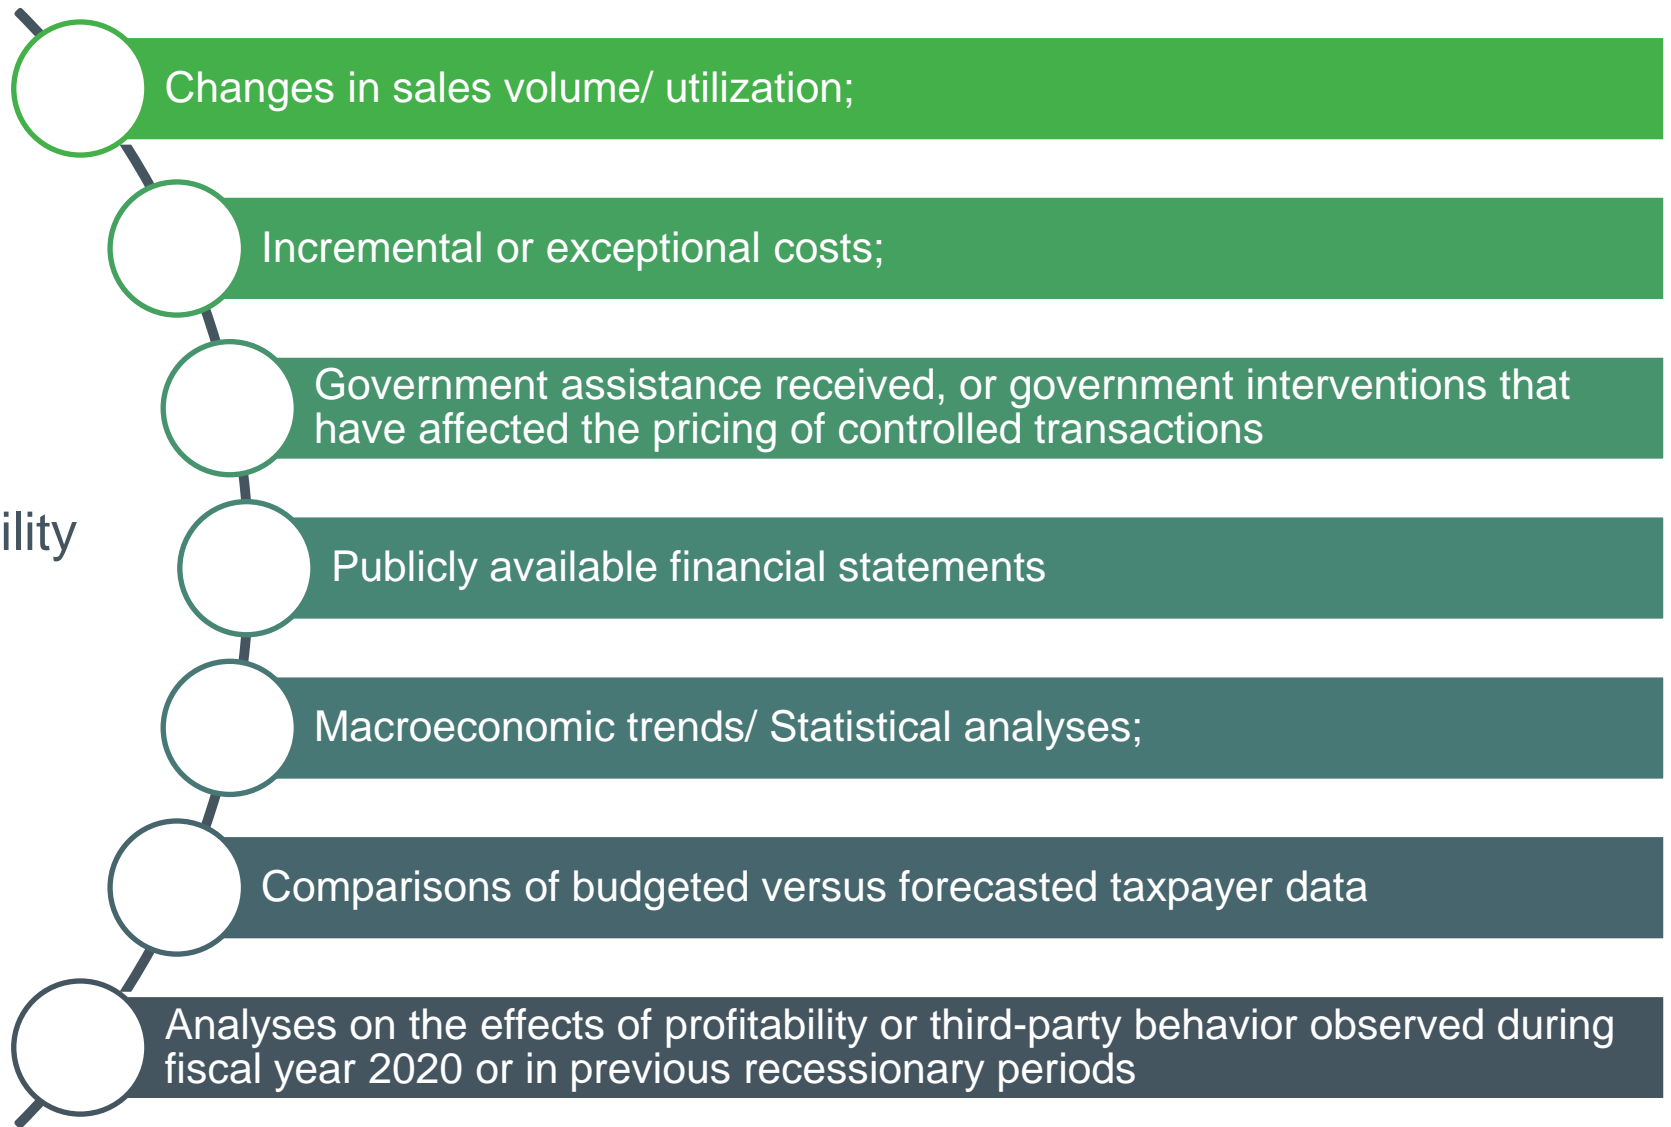 Changes in sales volume/ utilization;
Incremental or exceptional costs;
Government assistance received, or government interventions that
have affected the pricing of controlled transactions
ility
Publicly available financial statements
Macroeconomic trends/ Statistical analyses;
Comparisons of budgeted versus forecasted taxpayer data
Analyses on the effects of profitability or third-party behavior observed during
fiscal year 2020 or in previous recessionary periods